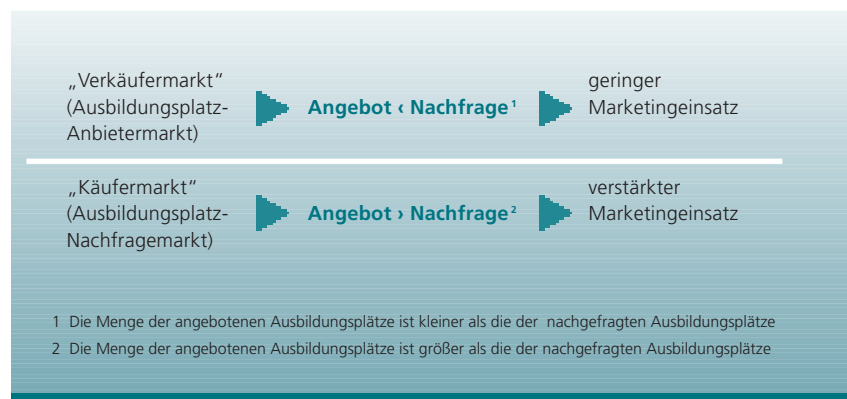 „Verkäufermarkt“
(Ausbildungsplatz-
Anbietermarkt)
Angebot ‹ Nachfrage ¹
geringer
Marketingeinsatz
„Käufermarkt“
(Ausbildungsplatz-
Nachfragemarkt)
Angebot › Nachfrage ²
verstärkter
Marketingeinsatz
1 Die Menge der angebotenen Ausbildungsplätze ist kleiner als die der nachgefragten Ausbildungsplätze
2 Die Menge der angebotenen Ausbildungsplätze ist größer als die der nachgefragten Ausbildungsplätze